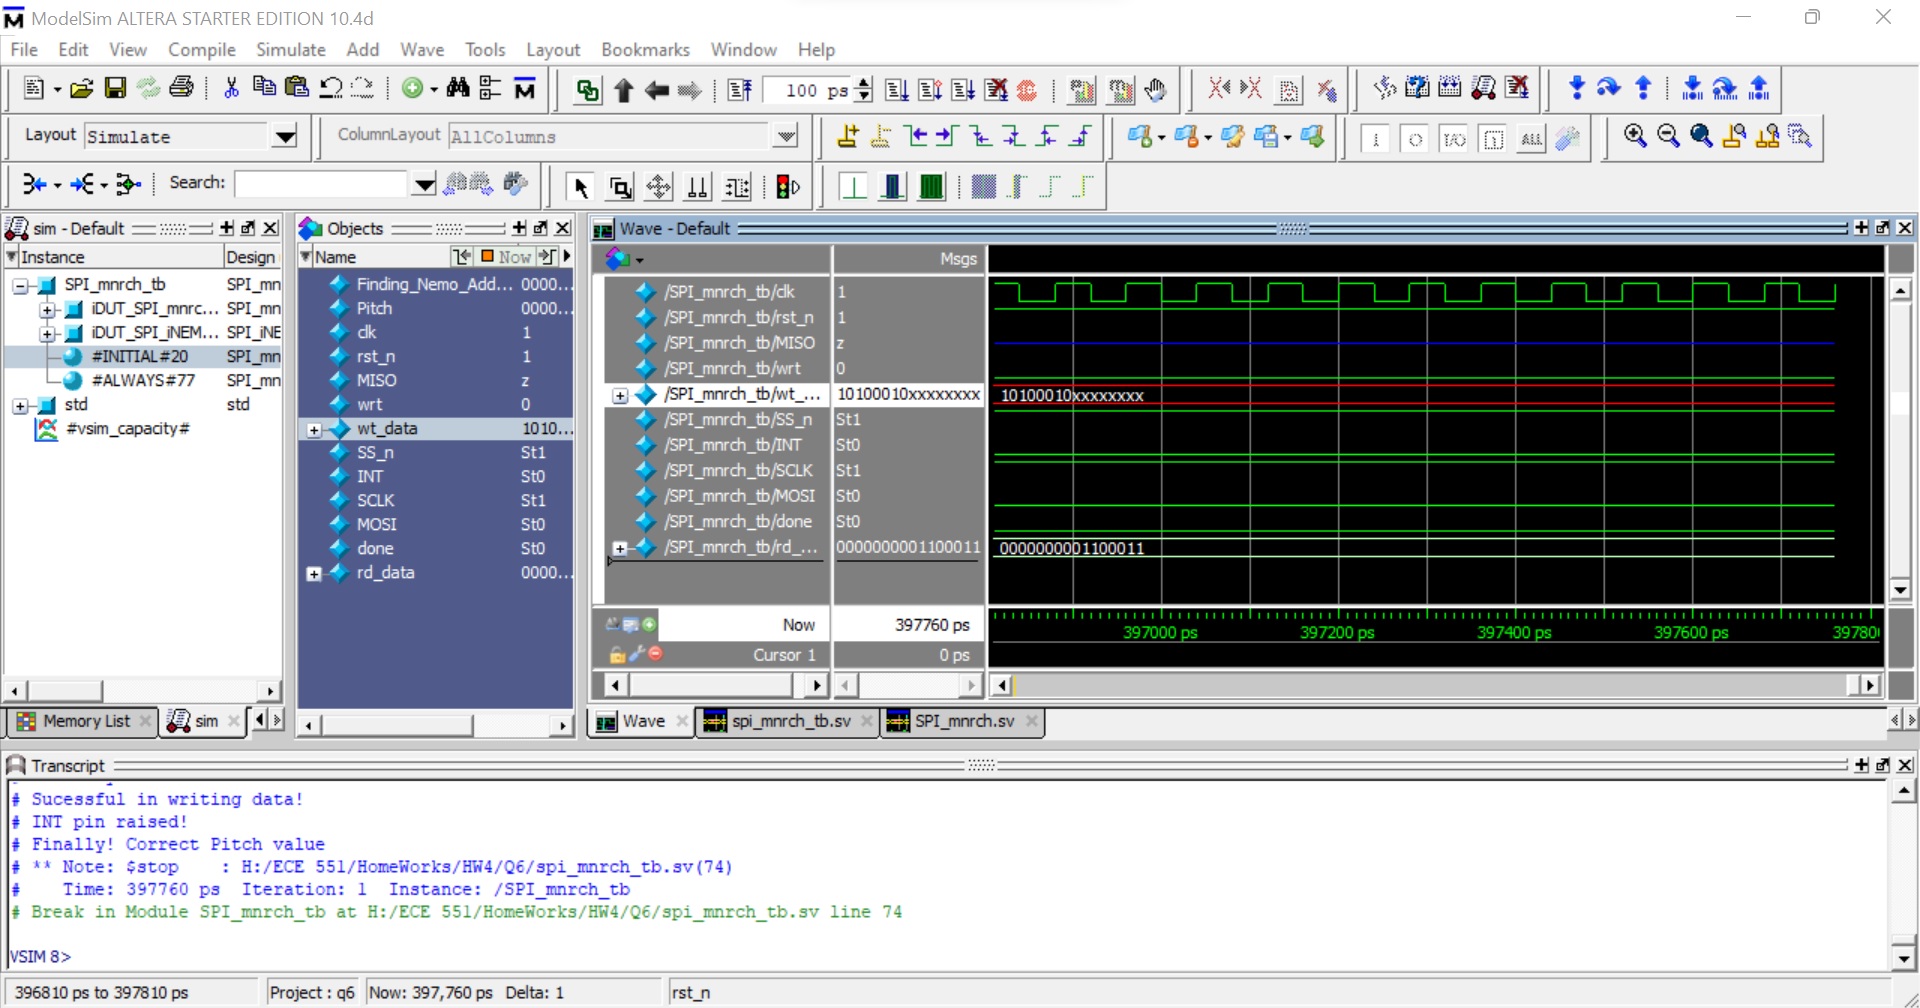 ModelSim ALTERA STARTER EDITION 10.4d
File Edit View Compile Simulate Add Wave Tools Layout Bookmarks Window Help
100 ps
Layout Simulate ColumnLayout AllColumns
I/O ALL
Search:
sim - Default
Instance Design
SPI_mnrch_tb SPI_mn
iDUT_SPI_mnrc... SPI_mn
iDUT_SPI_iNEM... SPI_iNE
#INITIAL#20 SPI_mn
#ALWAYS#77 SPI_mn
std std
#vsim_capacity#
Memory List sim
Objects
Name Now
Finding_Nemo_Add... 0000...
Pitch 0000...
clk 1
rst_n 1
MISO z
wrt 0
wt_data 1010...
SS_n St1
INT St0
SCLK St1
MOSI St0
done St0
rd_data 0000...
Wave - Default
Msgs
/SPI_mnrch_tb/clk 1
/SPI_mnrch_tb/rst_n 1
/SPI_mnrch_tb/MISO z
/SPI_mnrch_tb/wrt 0
/SPI_mnrch_tb/wt_... 10100010xxxxxxxx 10100010xxxxxxxx
/SPI_mnrch_tb/SS_n St1
/SPI_mnrch_tb/INT St0
/SPI_mnrch_tb/SCLK St1
/SPI_mnrch_tb/MOSI St0
/SPI_mnrch_tb/done St0
/SPI_mnrch_tb/rd_... 0000000001100011 0000000001100011
Now 397760 ps 397000 ps 397200 ps 397400 ps 397600 ps 39780
Cursor 1 0 ps
Wave spi_mnrch_tb.sv SPI_mnrch.sv
Transcript
# Sucessful in writing data!
# INT pin raised!
# Finally! Correct Pitch value
# ** Note: $stop : H:/ECE 551/HomeWorks/HW4/Q6/spi_mnrch_tb.sv(74)
# Time: 397760 ps Iteration: 1 Instance: /SPI_mnrch_tb
# Break in Module SPI_mnrch_tb at H:/ECE 551/HomeWorks/HW4/Q6/spi_mnrch_tb.sv line 74
VSIM 8>
396810 ps to 397810 ps Project : q6 Now: 397,760 ps Delta: 1 rst_n